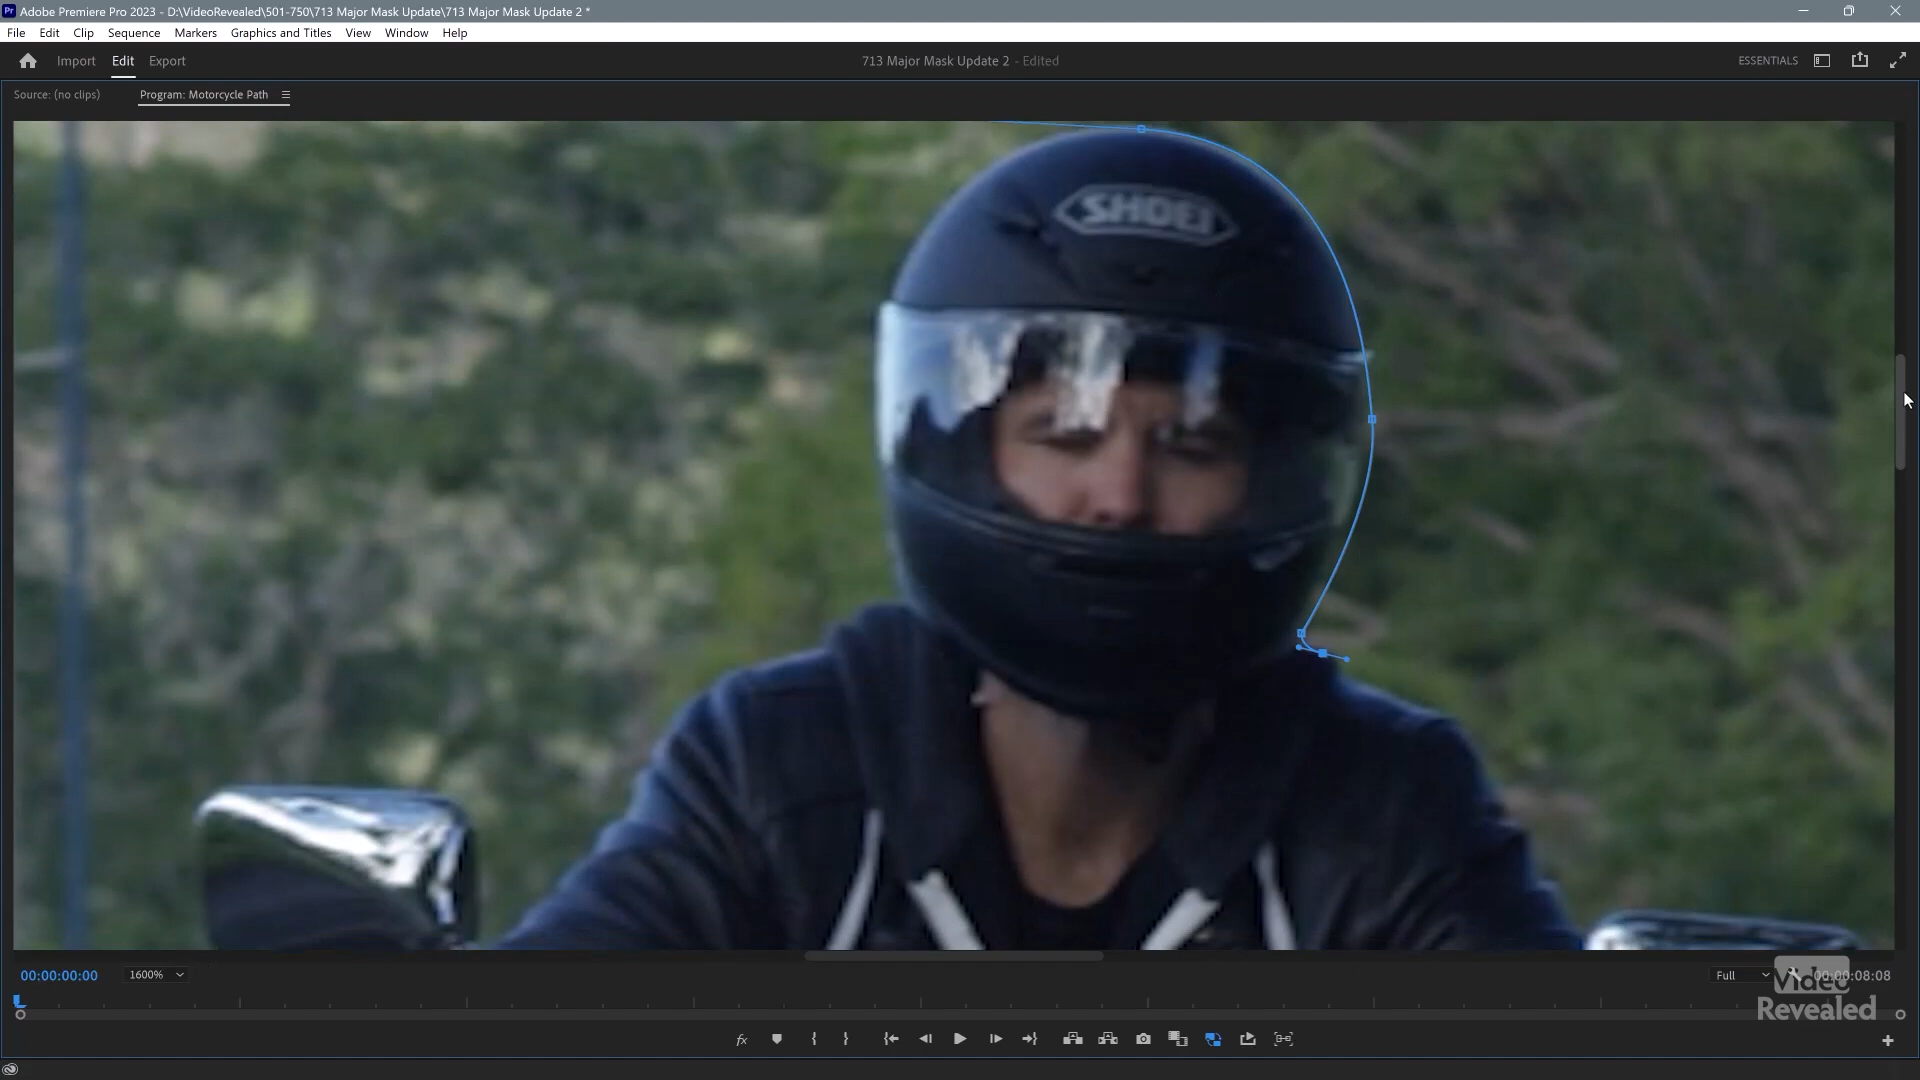 Pr Adobe Premiere Pro 2023 - D:\VideoRevealed\501-750\713 Major Mask Update\713 Major Mask Update 2 *
File Edit Clip Sequence Markers Graphics and Titles View Window Help
Import Edit Export 713 Major Mask Update 2 - Edited ESSENTIALS
Source: (no clips) Program: Motorcycle Path
SHOEI
00:00:00:00 1600% Full 00:00:08:08
Video
Revealed
fx